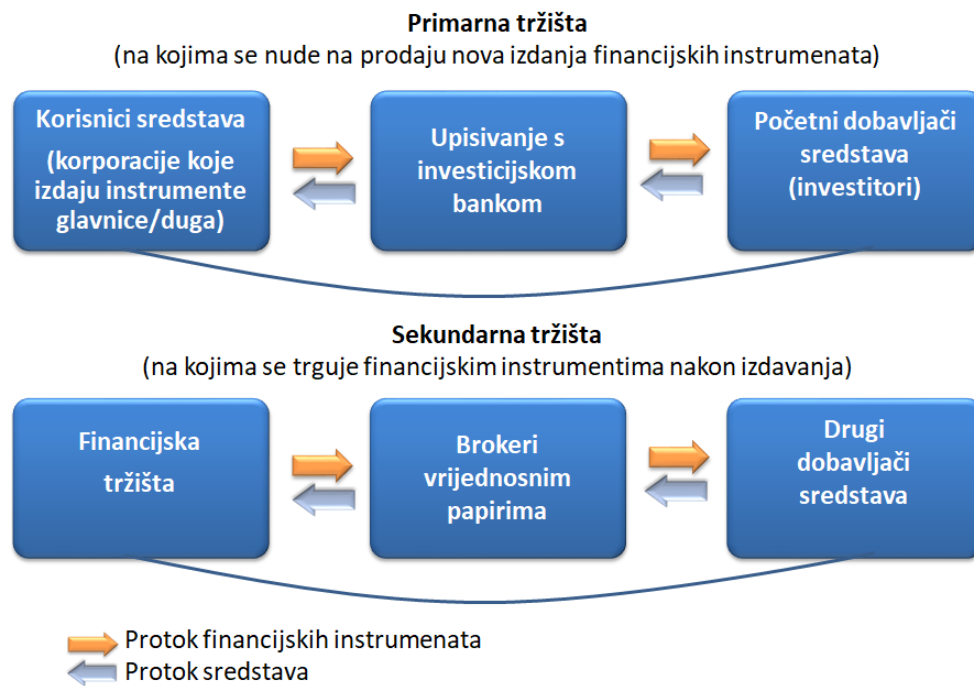 Primarna tržišta
(na kojima se nude na prodaju nova izdanja financijskih instrumenata)
Korisnici sredstava
(korporacije koje
izdaju instrumente
glavnice/duga)
Upisivanje s
investicijskom
bankom
Početni dobavljači
sredstava
(investitori)
Sekundarna tržišta
(na kojima se trguje financijskim instrumentima nakon izdavanja)
Financijska
tržišta
Brokeri
vrijednosnim
papirima
Drugi
dobavljači
sredstava
Protok financijskih instrumenata
Protok sredstava